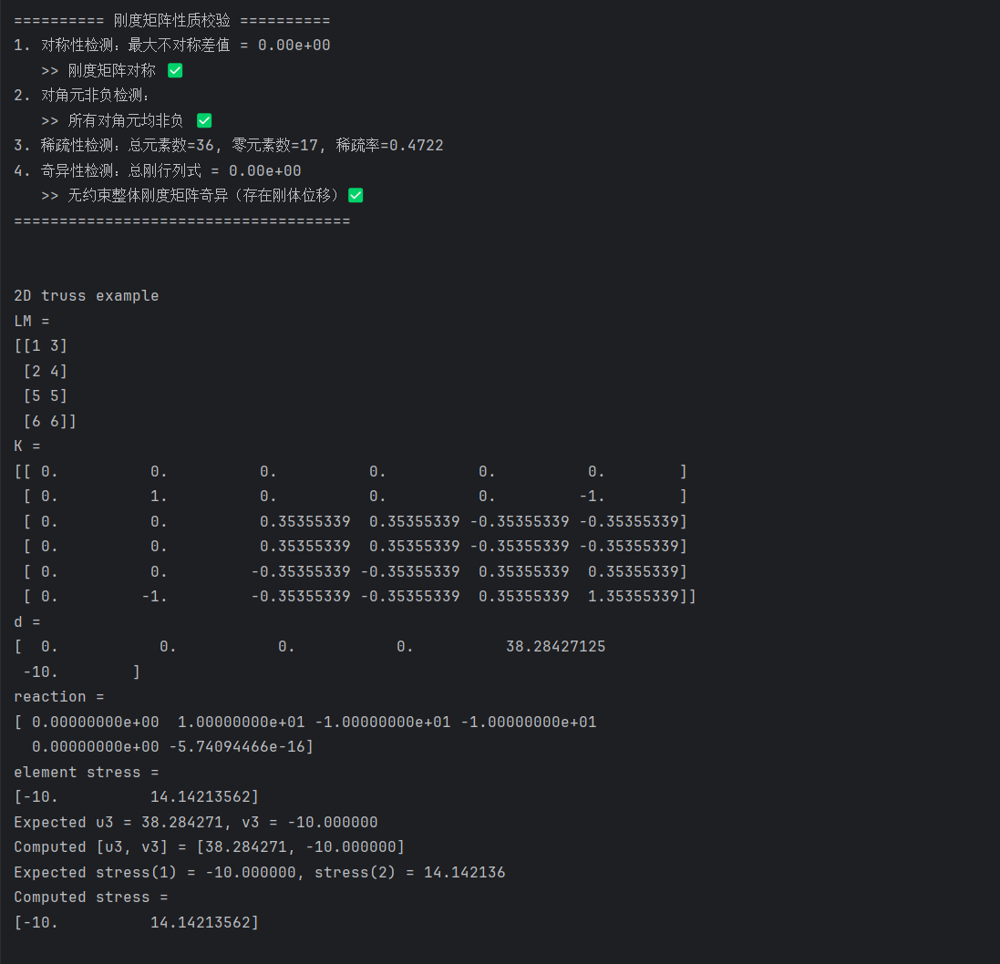 ========== 刚度矩阵性质校验 ==========
1. 对称性检测：最大不对称差值 = 0.00e+00
   >> 刚度矩阵对称 ✅
2. 对角元非负检测：
   >> 所有对角元均非负 ✅
3. 稀疏性检测：总元素数=36, 零元素数=17, 稀疏率=0.4722
4. 奇异性检测：总刚行列式 = 0.00e+00
   >> 无约束整体刚度矩阵奇异（存在刚体位移）✅
=====================================
2D truss example
LM =
[[1 3]
 [2 4]
 [5 5]
 [6 6]]
K =
[[ 0.          0.          0.          0.          0.          0.        ]
 [ 0.          1.          0.          0.          0.         -1.        ]
 [ 0.          0.          0.35355339  0.35355339 -0.35355339 -0.35355339]
 [ 0.          0.          0.35355339  0.35355339 -0.35355339 -0.35355339]
 [ 0.          0.         -0.35355339 -0.35355339  0.35355339  0.35355339]
 [ 0.         -1.         -0.35355339 -0.35355339  0.35355339  1.35355339]]
d =
[  0.           0.           0.           0.          38.28427125
 -10.        ]
reaction =
[ 0.00000000e+00  1.00000000e+01 -1.00000000e+01 -1.00000000e+01
  0.00000000e+00 -5.74094466e-16]
element stress =
[-10.          14.14213562]
Expected u3 = 38.284271, v3 = -10.000000
Computed [u3, v3] = [38.284271, -10.000000]
Expected stress(1) = -10.000000, stress(2) = 14.142136
Computed stress =
[-10.          14.14213562]